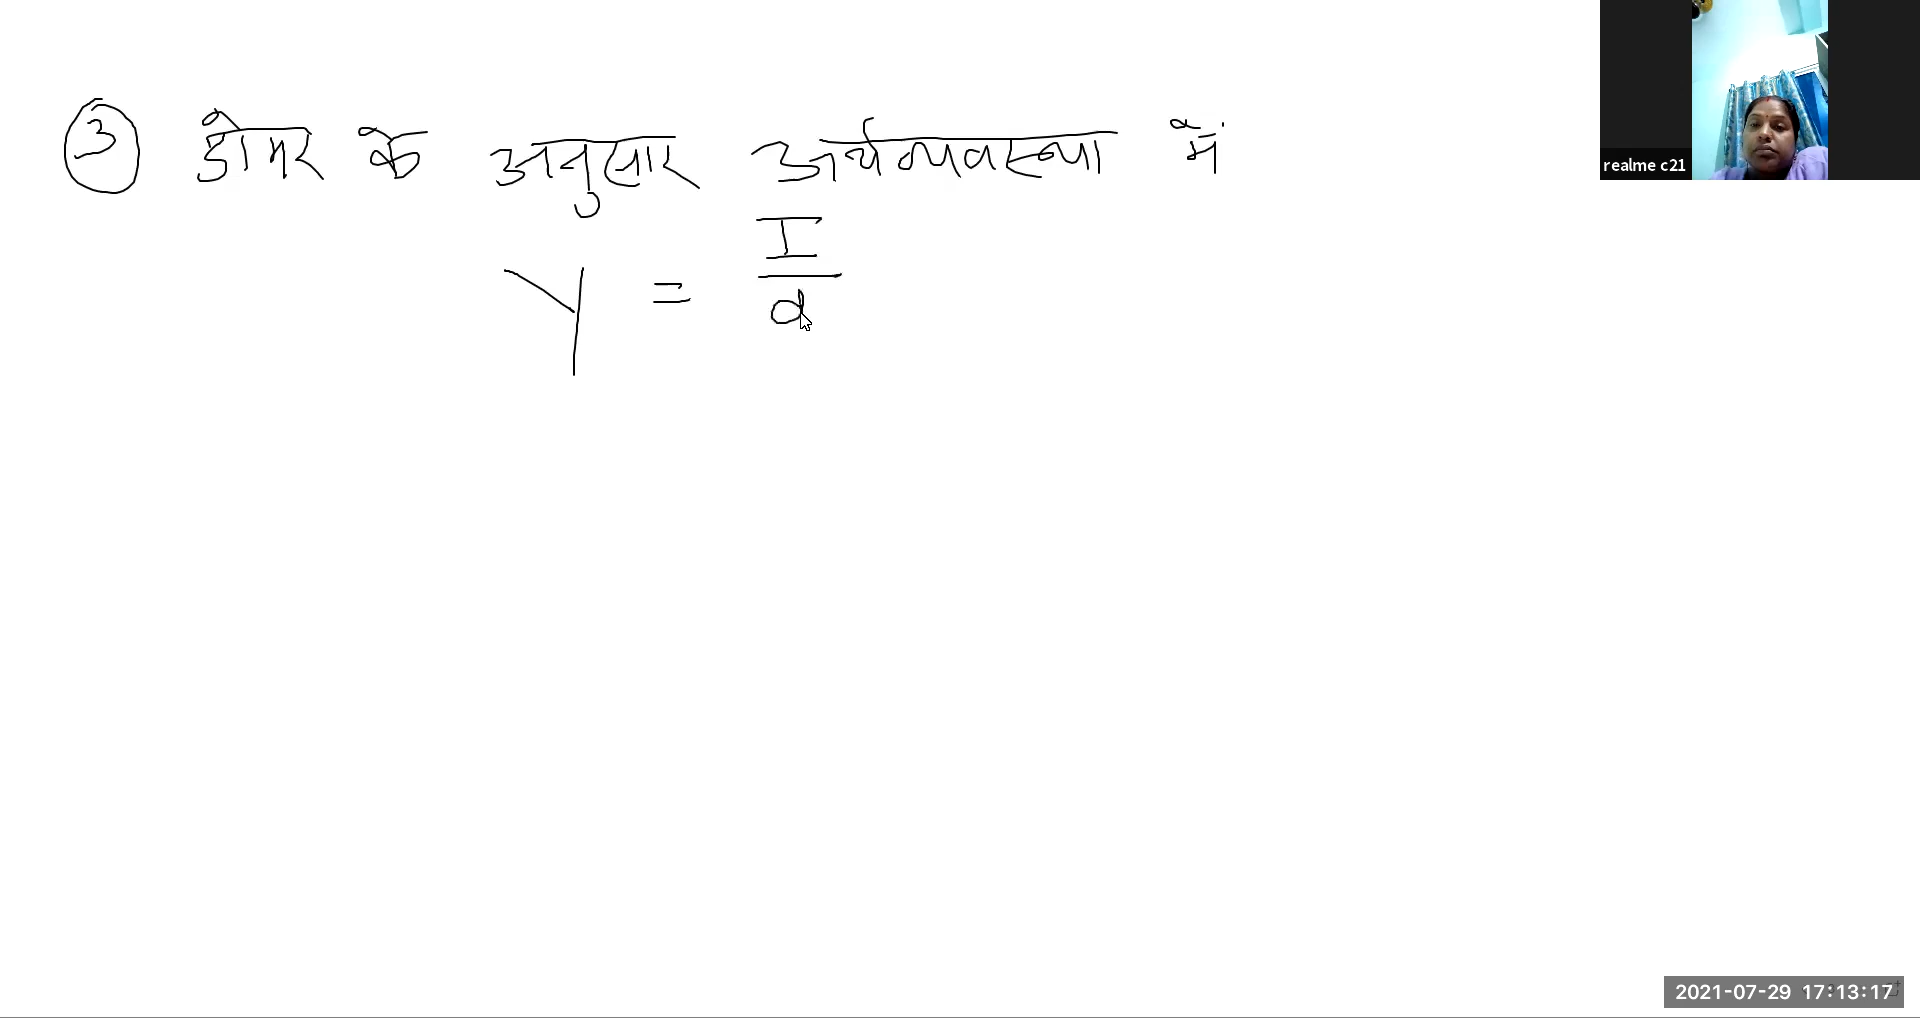 ③ डोमर के अनुसार अर्थव्यवस्था में
Y = I/α
realme c21
2021-07-29 17:13:17